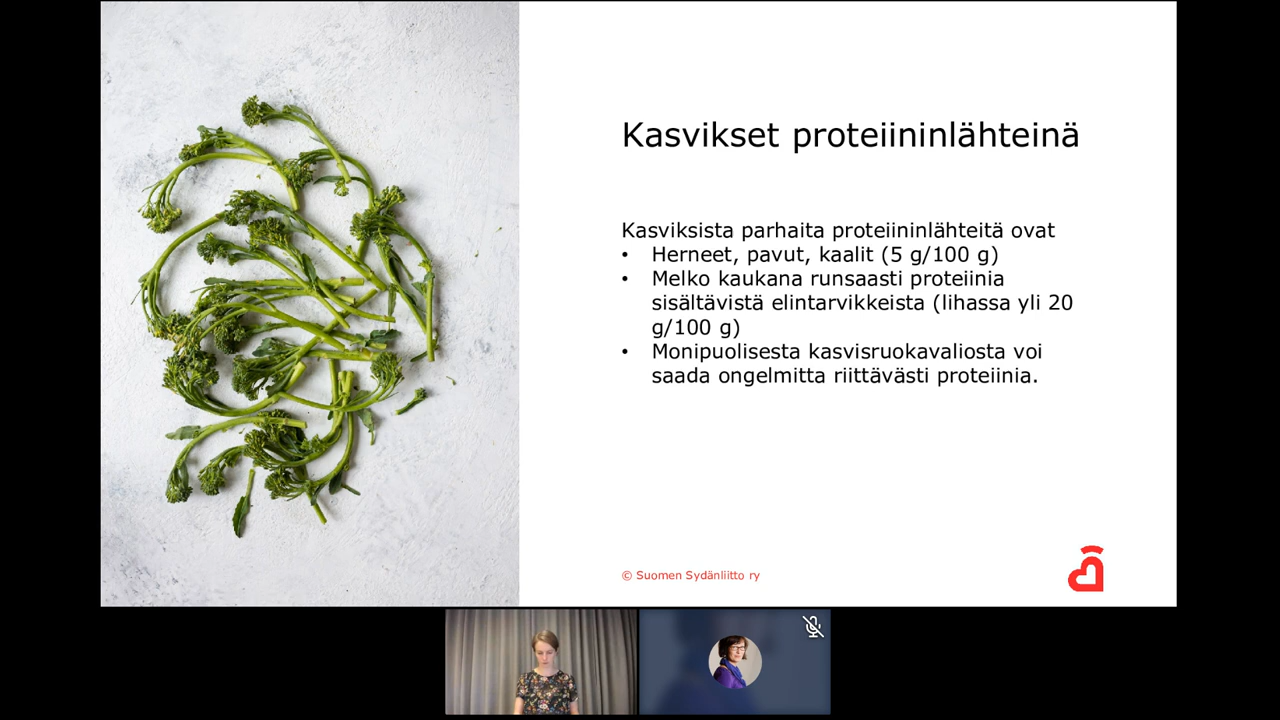 Kasvikset proteiininlähteinä
Kasviksista parhaita proteiininlähteitä ovat
• Herneet, pavut, kaalit (5 g/100 g)
• Melko kaukana runsaasti proteiinia
sisältävistä elintarvikkeista (lihassa yli 20
g/100 g)
• Monipuolisesta kasvisruokavaliosta voi
saada ongelmitta riittävästi proteiinia.
© Suomen Sydänliitto ry